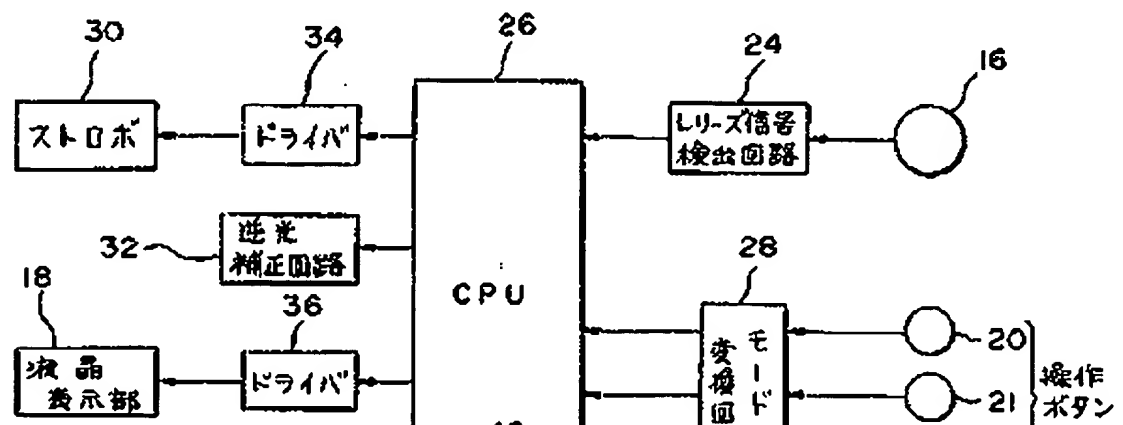 30
34
26
24
16
ストロボ
ドライバ
レリーズ信号
検出回路
32
逆光
補正回路
CPU
28
18
36
液晶
表示部
ドライバ
モード
変換回
20
21
操作
ボタン